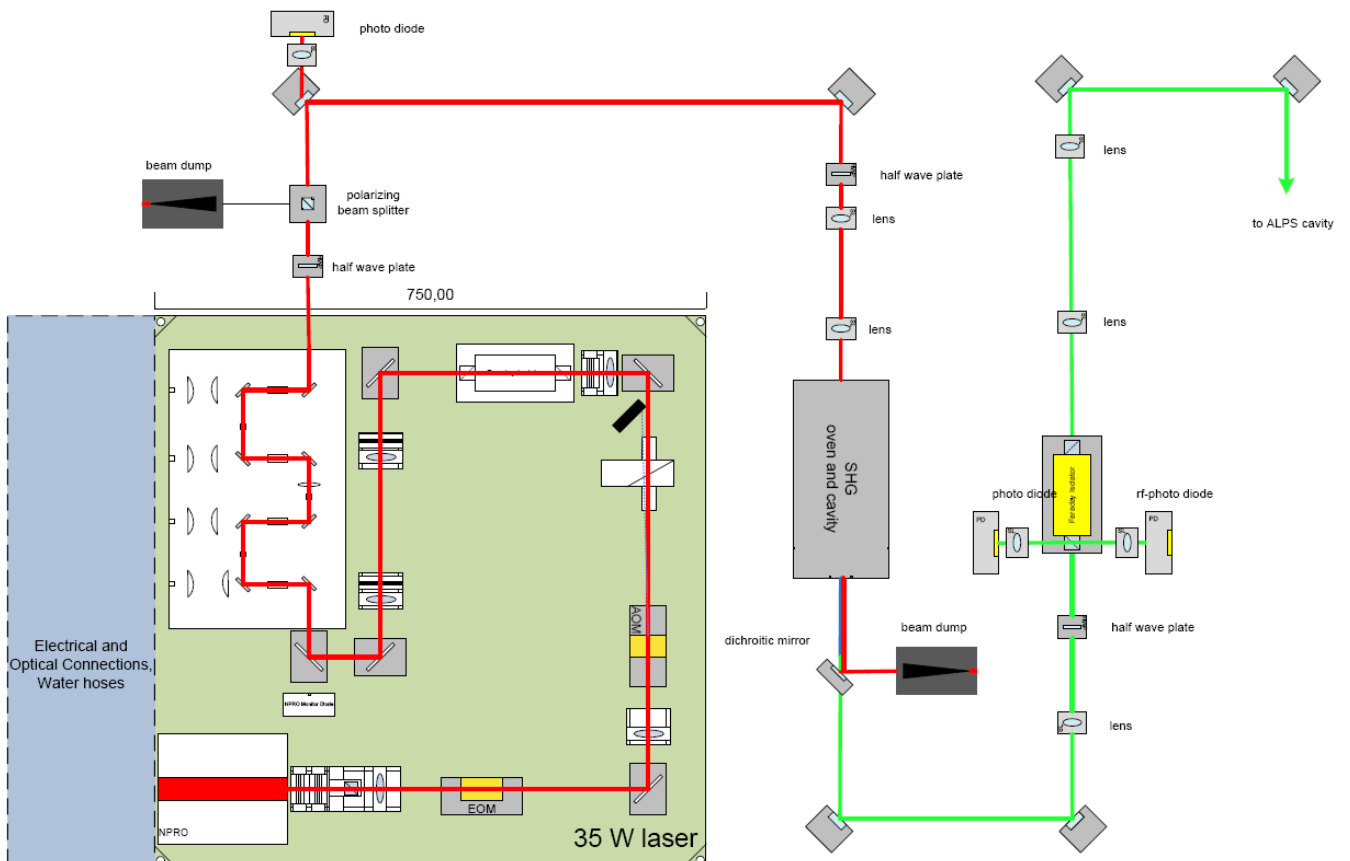 photo diode
beam dump
polarizing
beam splitter
half wave plate
750,00
half wave plate
lens
lens
lens
to ALPS cavity
lens
SHG
oven and cavity
photo diode
rf-photo diode
Faraday Isolator
PD
PD
AOM
dichroitic mirror
beam dump
half wave plate
lens
Electrical and
Optical Connections,
Water hoses
NPRO Monitor Diode
EOM
NPRO
35 W laser